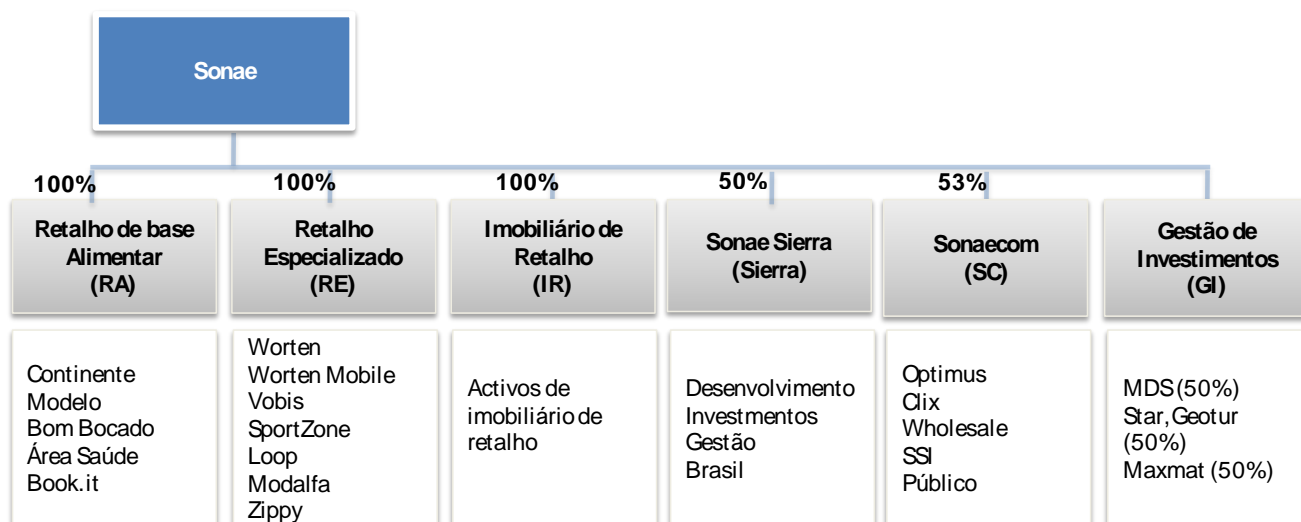 Sonae
100%
100%
100%
50%
53%
Retalho de base
Alimentar
(RA)
Retalho
Especializado
(RE)
Imobiliário de
Retalho
(IR)
Sonae Sierra
(Sierra)
Sonaecom
(SC)
Gestão de
Investimentos
(GI)
Continente
Modelo
Bom Bocado
Área Saúde
Book.it
Worten
Worten Mobile
Vobis
SportZone
Loop
Modalfa
Zippy
Activos de
imobiliário de
retalho
Desenvolvimento
Investmentos
Gestão
Brasil
Optimus
Clix
Wholesale
SSI
Público
MDS (50%)
Star, Geotur
(50%)
Maxmat (50%)